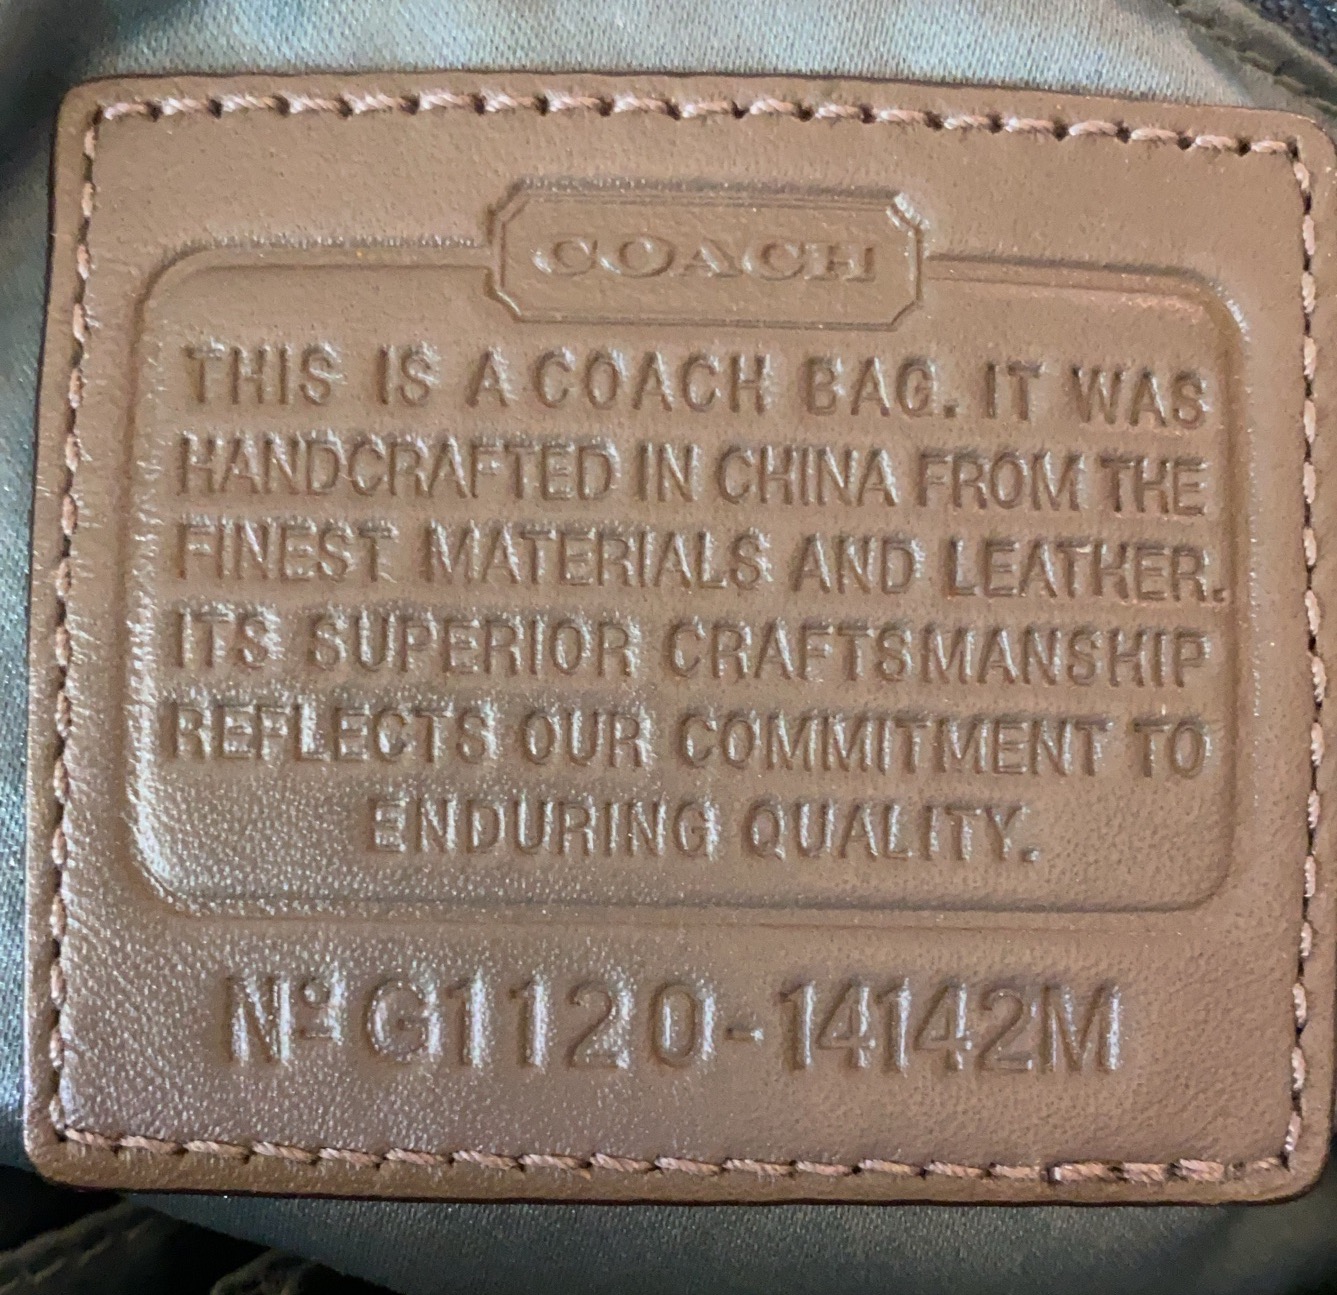 COACH
THIS IS A COACH BAG. IT WAS
HANDCRAFTED IN CHINA FROM THE
FINEST MATERIALS AND LEATHER.
ITS SUPERIOR CRAFTSMANSHIP
REFLECTS OUR COMMITMENT TO
ENDURING QUALITY.
Nº G1120-14142M